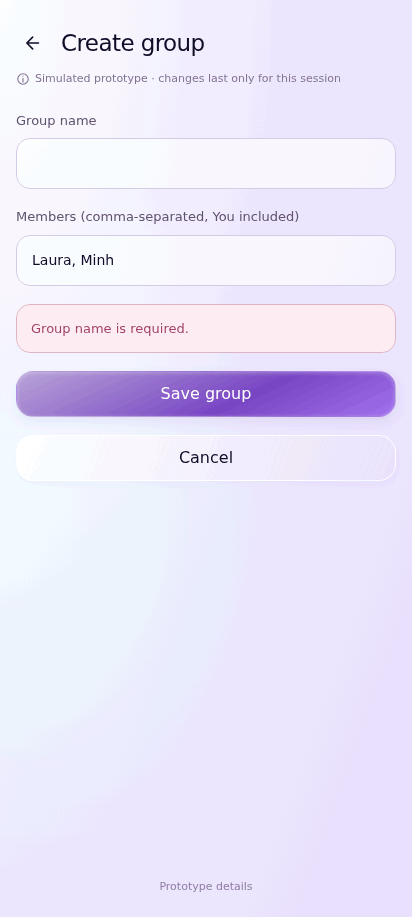 Create group
Simulated prototype · changes last only for this session
Group name
Members (comma-separated, You included)
Laura, Minh
Group name is required.
Save group
Cancel
Prototype details